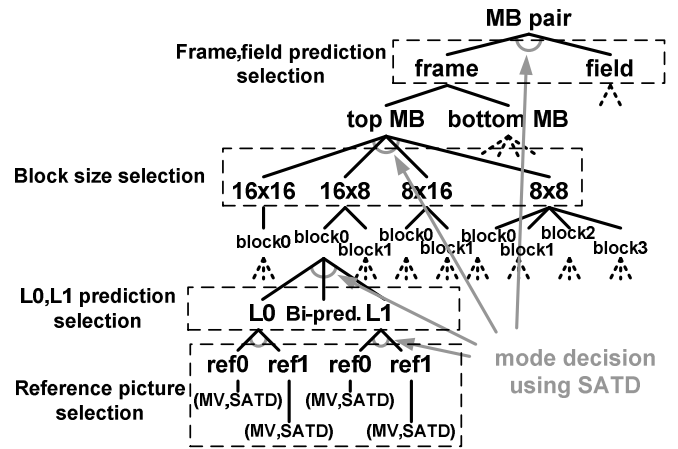 MB pair
Frame,field prediction
selection
frame field
top MB bottom MB
Block size selection
16x16 16x8 8x16 8x8
block0 block0 block1 block0 block1 block0 block1 block2 block3
L0,L1 prediction
selection
L0 Bi-pred. L1
ref0 ref1 ref0 ref1
Reference picture
selection
(MV,SATD) (MV,SATD)
(MV,SATD) (MV,SATD)
mode decision
using SATD